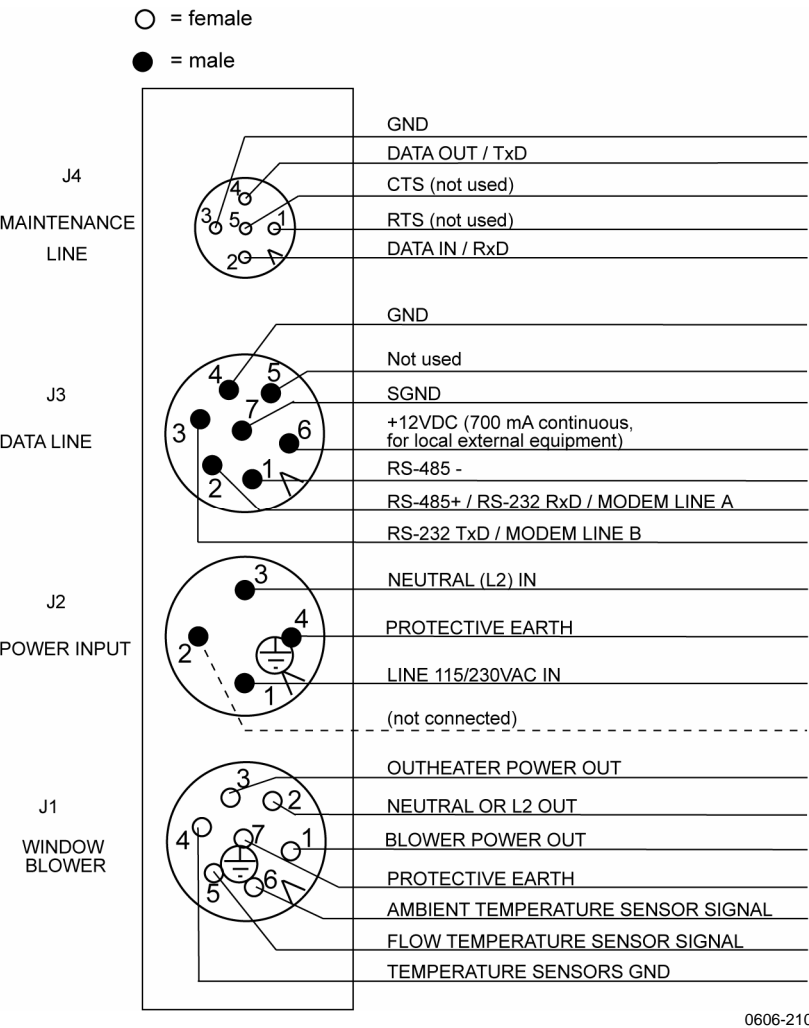 = female
= male
J4
MAINTENANCE
LINE
4
3
5
1
2
GND
DATA OUT / TxD
CTS (not used)
RTS (not used)
DATA IN / RxD
J3
DATA LINE
4
5
7
3
6
1
2
GND
Not used
SGND
+12VDC (700 mA continuous,
for local external equipment)
RS-485 -
RS-485+ / RS-232 RxD / MODEM LINE A
RS-232 TxD / MODEM LINE B
J2
POWER INPUT
3
4
2
1
NEUTRAL (L2) IN
PROTECTIVE EARTH
LINE 115/230VAC IN
(not connected)
J1
WINDOW
BLOWER
3
2
4
7
1
5
6
OUTHEATER POWER OUT
NEUTRAL OR L2 OUT
BLOWER POWER OUT
PROTECTIVE EARTH
AMBIENT TEMPERATURE SENSOR SIGNAL
FLOW TEMPERATURE SENSOR SIGNAL
TEMPERATURE SENSORS GND
0606-210